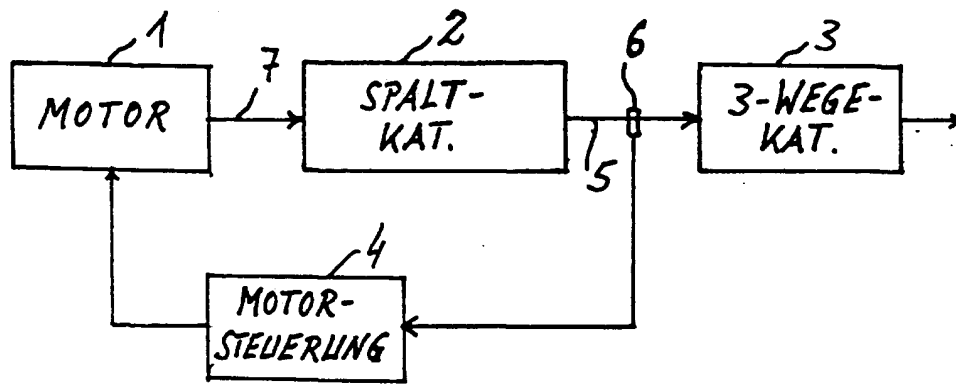 1
2
6
3
7
MOTOR
SPALT-
KAT.
5
3-WEGE-
KAT.
4
MOTOR-
STEUERUNG